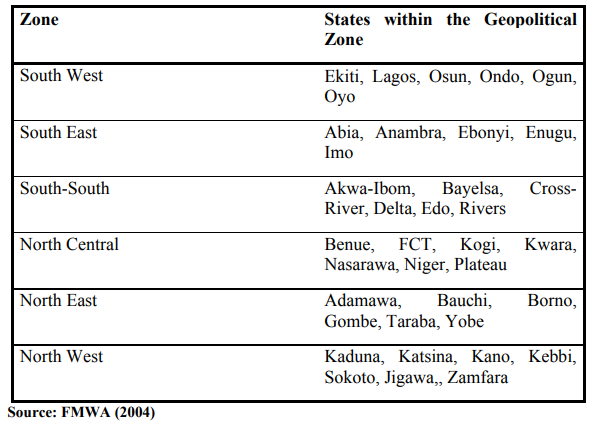 Zone
States within the Geopolitical
Zone
South West
Ekiti, Lagos, Osun, Ondo, Ogun,
Oyo
South East
Abia, Anambra, Ebonyi, Enugu,
Imo
South-South
Akwa-Ibom, Bayelsa, Cross-
River, Delta, Edo, Rivers
North Central
Benue, FCT, Kogi, Kwara,
Nasarawa, Niger, Plateau
North East
Adamawa, Bauchi, Borno,
Gombe, Taraba, Yobe
North West
Kaduna, Katsina, Kano, Kebbi,
Sokoto, Jigawa,, Zamfara
Source: FMWA (2004)